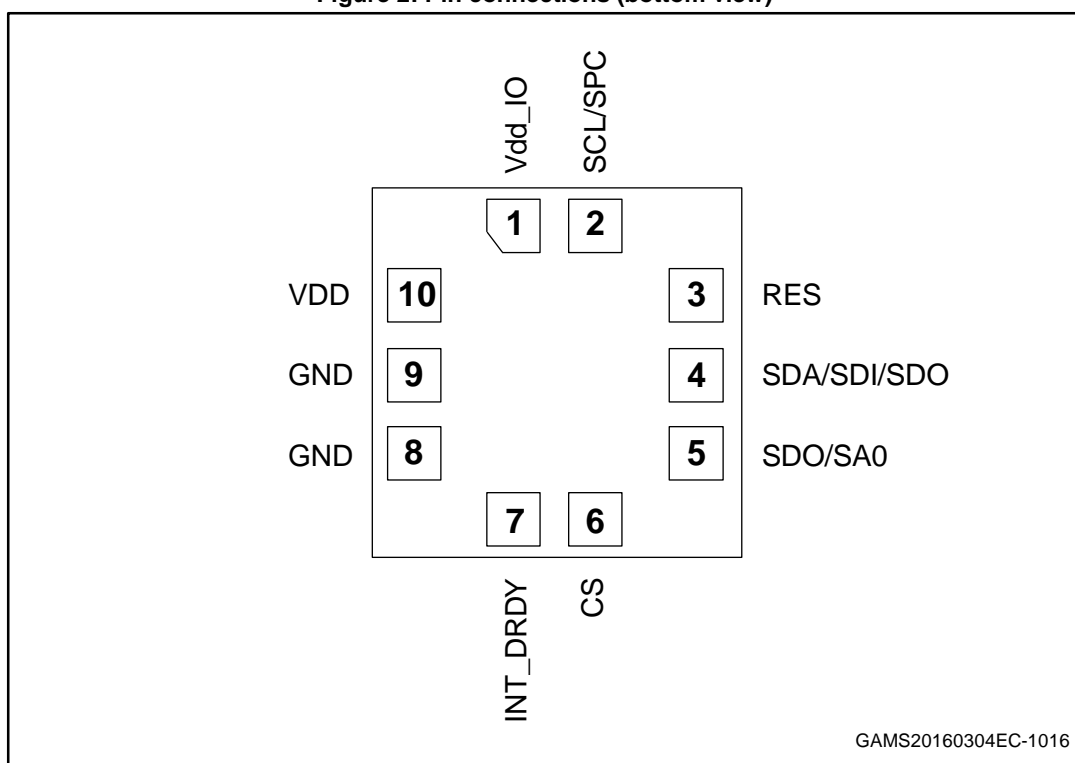 Figure 2. Pin connections (bottom view)
Vdd_IO
SCL/SPC
1
2
VDD
10
3
RES
GND
9
4
SDA/SDI/SDO
GND
8
5
SDO/SA0
7
6
INT_DRDY
CS
GAMS20160304EC-1016